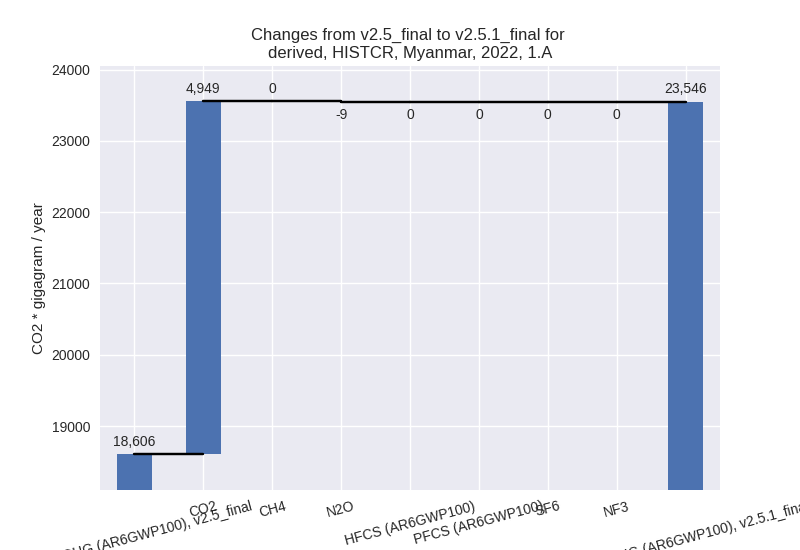 Changes from v2.5_final to v2.5.1_final for
derived, HISTCR, Myanmar, 2022, 1.A
CO2 * gigagram / year
24000
23000
22000
21000
20000
19000
18,606
4,949
0
-9
0
0
0
0
23,546
(AR6GWP100), v2.5_final
CO2
CH4
N2O
HFCS (AR6GWP100)
PFCS (AR6GWP100)
SF6
NF3
(AR6GWP100), v2.5.1_final